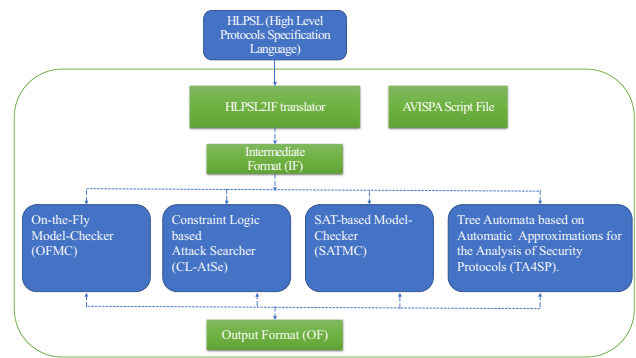 HLPSL (High Level
Protocols Specification
Language)
HLPSL2IF translator
AVISPA Script File
Intermediate
Format (IF)
On-the-Fly
Model-Checker
(OFMC)
Constraint Logic
based
Attack Searcher
(CL-AtSe)
SAT-based Model-
Checker
(SATMC)
Tree Automata based on
Automatic Approximations for
the Analysis of Security
Protocols (TA4SP).
Output Format (OF)